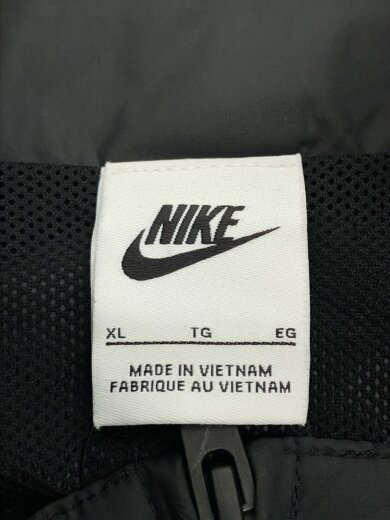 NIKE
XL TG EG
MADE IN VIETNAM
FABRIQUE AU VIETNAM